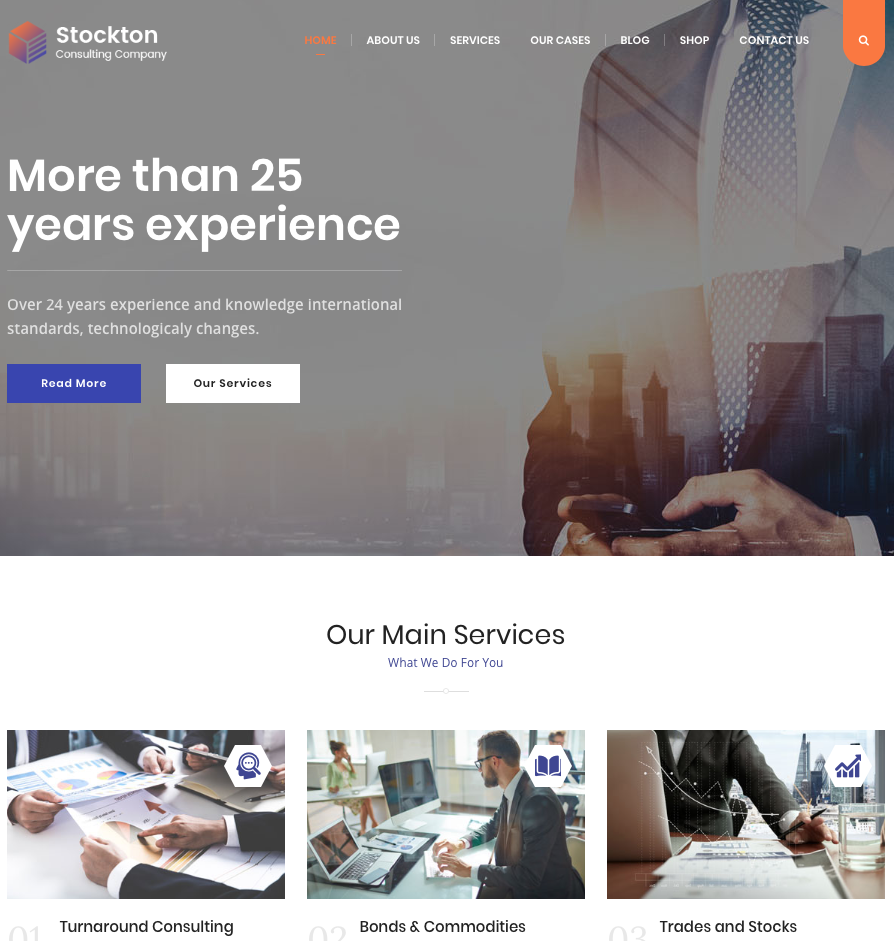 Stockton
Consulting Company
HOME
ABOUT US
SERVICES
OUR CASES
BLOG
SHOP
CONTACT US
More than 25
years experience
Over 24 years experience and knowledge international
standards, technologicaly changes.
Read More
Our Services
Our Main Services
What We Do For You
01 Turnaround Consulting
02 Bonds & Commodities
03 Trades and Stocks